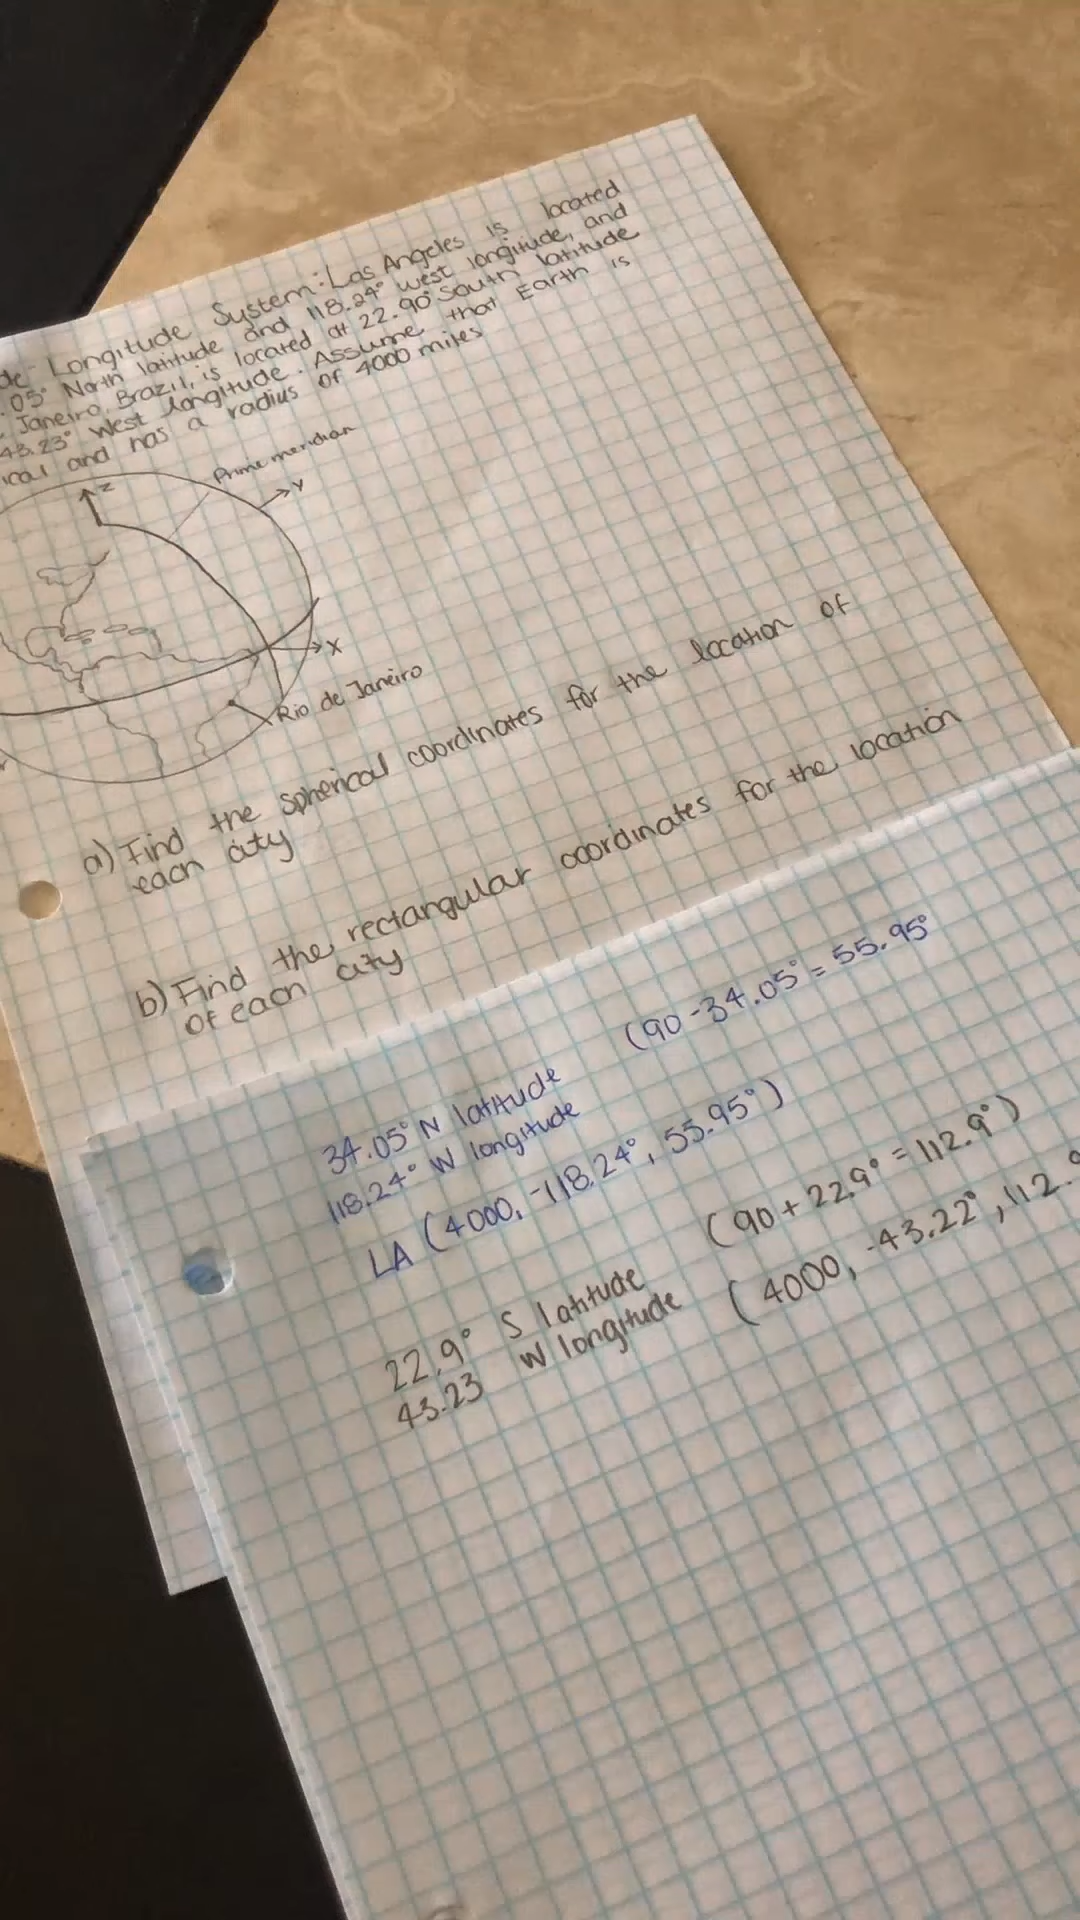 Longitude System: Los Angeles is located
.05° North latitude and 118.24° west longitude, and
Janeiro, Brazil, is located at 22.90° South latitude
43.23° West longitude. Assume that Earth is
ical and has a radius of 4000 miles
Prime meridian
Z
Y
X
Rio de Janeiro
a) Find the spherical coordinates for the location of
each city
b) Find the rectangular coordinates for the location
of each city
34.05° N latitude (90-34.05° = 55.95°
118.24° W longitude
LA (4000, -118.24°, 55.95°)
22.9° S latitude (90 + 22.9° = 112.9°)
43.23 W longitude (4000, -43.22°, 112.9